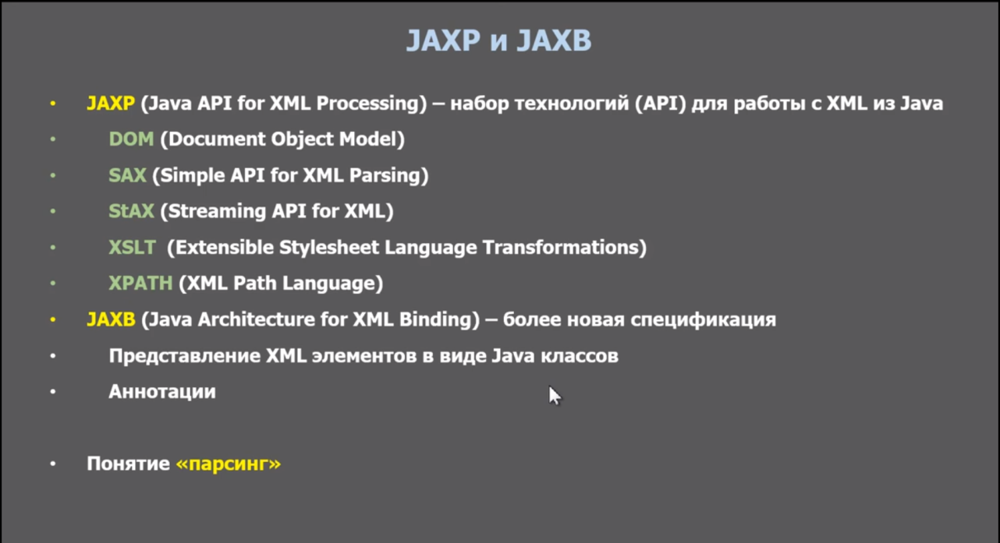 JAXP и JAXB
• JAXP (Java API for XML Processing) – набор технологий (API) для работы с XML из Java
• DOM (Document Object Model)
• SAX (Simple API for XML Parsing)
• StAX (Streaming API for XML)
• XSLT (Extensible Stylesheet Language Transformations)
• XPATH (XML Path Language)
• JAXB (Java Architecture for XML Binding) – более новая спецификация
• Представление XML элементов в виде Java классов
• Аннотации
• Понятие «парсинг»